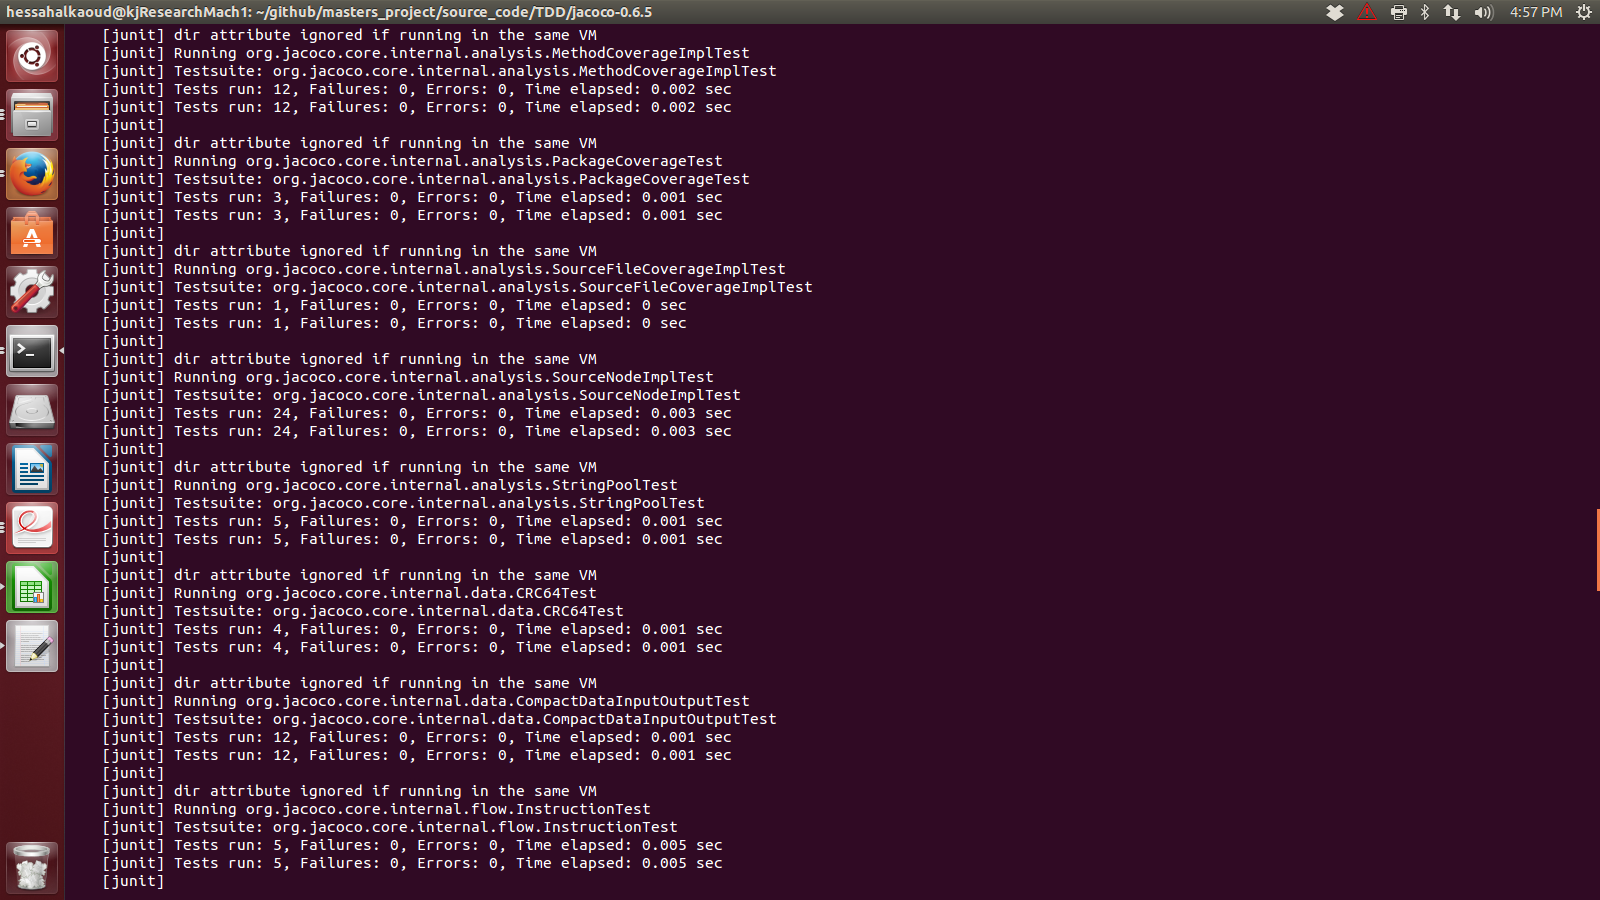 hessahalkaoud@kjResearchMach1: ~/github/masters_project/source_code/TDD/jacoco-0.6.5
4:57 PM
[junit] dir attribute ignored if running in the same VM
[junit] Running org.jacoco.core.internal.analysis.MethodCoverageImplTest
[junit] Testsuite: org.jacoco.core.internal.analysis.MethodCoverageImplTest
[junit] Tests run: 12, Failures: 0, Errors: 0, Time elapsed: 0.002 sec
[junit] Tests run: 12, Failures: 0, Errors: 0, Time elapsed: 0.002 sec
[junit]
[junit] dir attribute ignored if running in the same VM
[junit] Running org.jacoco.core.internal.analysis.PackageCoverageTest
[junit] Testsuite: org.jacoco.core.internal.analysis.PackageCoverageTest
[junit] Tests run: 3, Failures: 0, Errors: 0, Time elapsed: 0.001 sec
[junit] Tests run: 3, Failures: 0, Errors: 0, Time elapsed: 0.001 sec
[junit]
[junit] dir attribute ignored if running in the same VM
[junit] Running org.jacoco.core.internal.analysis.SourceFileCoverageImplTest
[junit] Testsuite: org.jacoco.core.internal.analysis.SourceFileCoverageImplTest
[junit] Tests run: 1, Failures: 0, Errors: 0, Time elapsed: 0 sec
[junit] Tests run: 1, Failures: 0, Errors: 0, Time elapsed: 0 sec
[junit]
[junit] dir attribute ignored if running in the same VM
[junit] Running org.jacoco.core.internal.analysis.SourceNodeImplTest
[junit] Testsuite: org.jacoco.core.internal.analysis.SourceNodeImplTest
[junit] Tests run: 24, Failures: 0, Errors: 0, Time elapsed: 0.003 sec
[junit] Tests run: 24, Failures: 0, Errors: 0, Time elapsed: 0.003 sec
[junit]
[junit] dir attribute ignored if running in the same VM
[junit] Running org.jacoco.core.internal.analysis.StringPoolTest
[junit] Testsuite: org.jacoco.core.internal.analysis.StringPoolTest
[junit] Tests run: 5, Failures: 0, Errors: 0, Time elapsed: 0.001 sec
[junit] Tests run: 5, Failures: 0, Errors: 0, Time elapsed: 0.001 sec
[junit]
[junit] dir attribute ignored if running in the same VM
[junit] Running org.jacoco.core.internal.data.CRC64Test
[junit] Testsuite: org.jacoco.core.internal.data.CRC64Test
[junit] Tests run: 4, Failures: 0, Errors: 0, Time elapsed: 0.001 sec
[junit] Tests run: 4, Failures: 0, Errors: 0, Time elapsed: 0.001 sec
[junit]
[junit] dir attribute ignored if running in the same VM
[junit] Running org.jacoco.core.internal.data.CompactDataInputOutputTest
[junit] Testsuite: org.jacoco.core.internal.data.CompactDataInputOutputTest
[junit] Tests run: 12, Failures: 0, Errors: 0, Time elapsed: 0.001 sec
[junit] Tests run: 12, Failures: 0, Errors: 0, Time elapsed: 0.001 sec
[junit]
[junit] dir attribute ignored if running in the same VM
[junit] Running org.jacoco.core.internal.flow.InstructionTest
[junit] Testsuite: org.jacoco.core.internal.flow.InstructionTest
[junit] Tests run: 5, Failures: 0, Errors: 0, Time elapsed: 0.005 sec
[junit] Tests run: 5, Failures: 0, Errors: 0, Time elapsed: 0.005 sec
[junit]